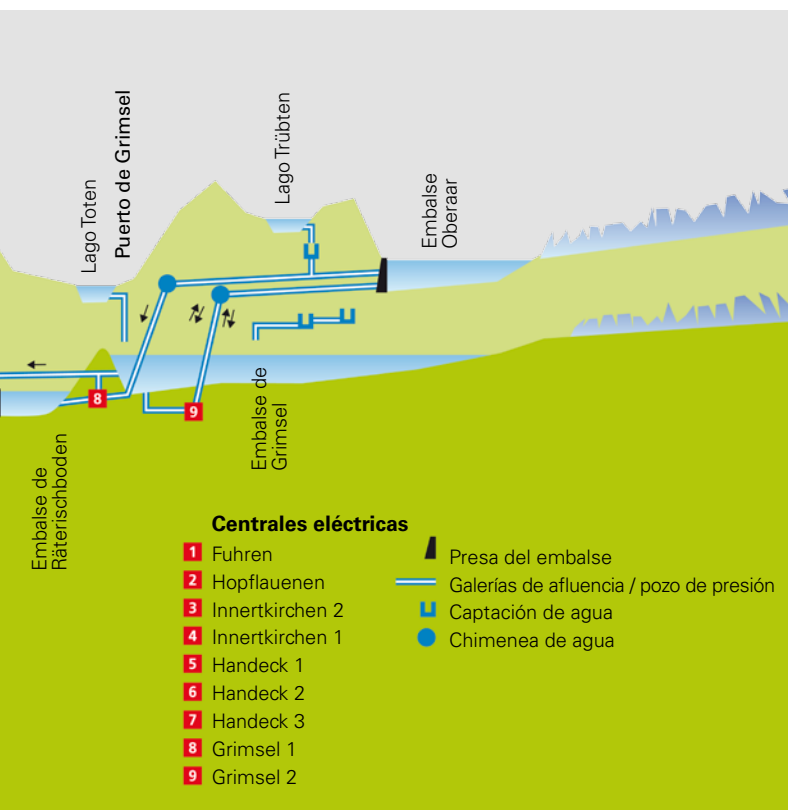 Lago Toten
Puerto de Grimsel
Lago Trübten
Embalse
Oberaar
8
9
Embalse de
Räterischboden
Embalse de
Grimsel
Centrales eléctricas
1 Fuhren
2 Hopflauenen
3 Innertkirchen 2
4 Innertkirchen 1
5 Handeck 1
6 Handeck 2
7 Handeck 3
8 Grimsel 1
9 Grimsel 2
Presa del embalse
Galerías de afluencia / pozo de presión
Captación de agua
Chimenea de agua